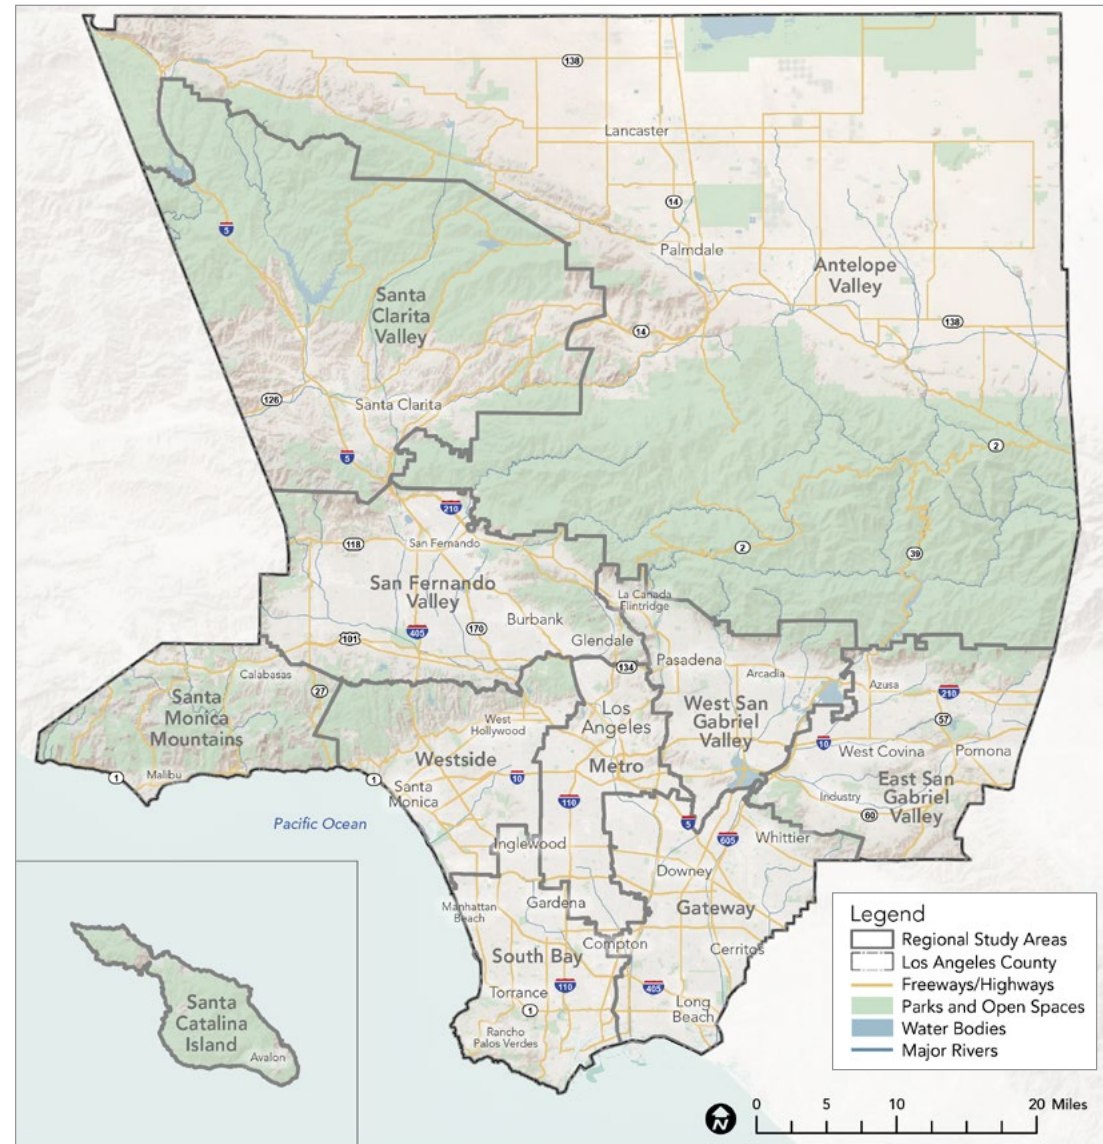 138
Lancaster
14
5
Palmdale
Antelope
Valley
Santa
Clarita
Valley
138
14
126
Santa Clarita
2
5
210
118
San Fernando
2
39
San Fernando
Valley
La Canada
Flintridge
Burbank
405
170
101
Glendale
134
Pasadena
Arcadia
Calabasas
27
Azusa
210
Santa
Monica
Mountains
West San
Gabriel
Valley
Los
Angeles
West
Hollywood
57
10
West Covina
Pomona
Westside
Metro
1
Malibu
1
Santa
Monica
10
110
East San
Gabriel
Valley
Industry
60
Pacific Ocean
5
605
Whittier
Inglewood
Downey
Manhattan
Beach
Gardena
Gateway
Compton
Cerritos
South Bay
110
405
Torrance
1
Long
Beach
Rancho
Palos Verdes
Santa
Catalina
Island
Avalon
Legend
Regional Study Areas
Los Angeles County
Freeways/Highways
Parks and Open Spaces
Water Bodies
Major Rivers
N
0 5 10 20 Miles